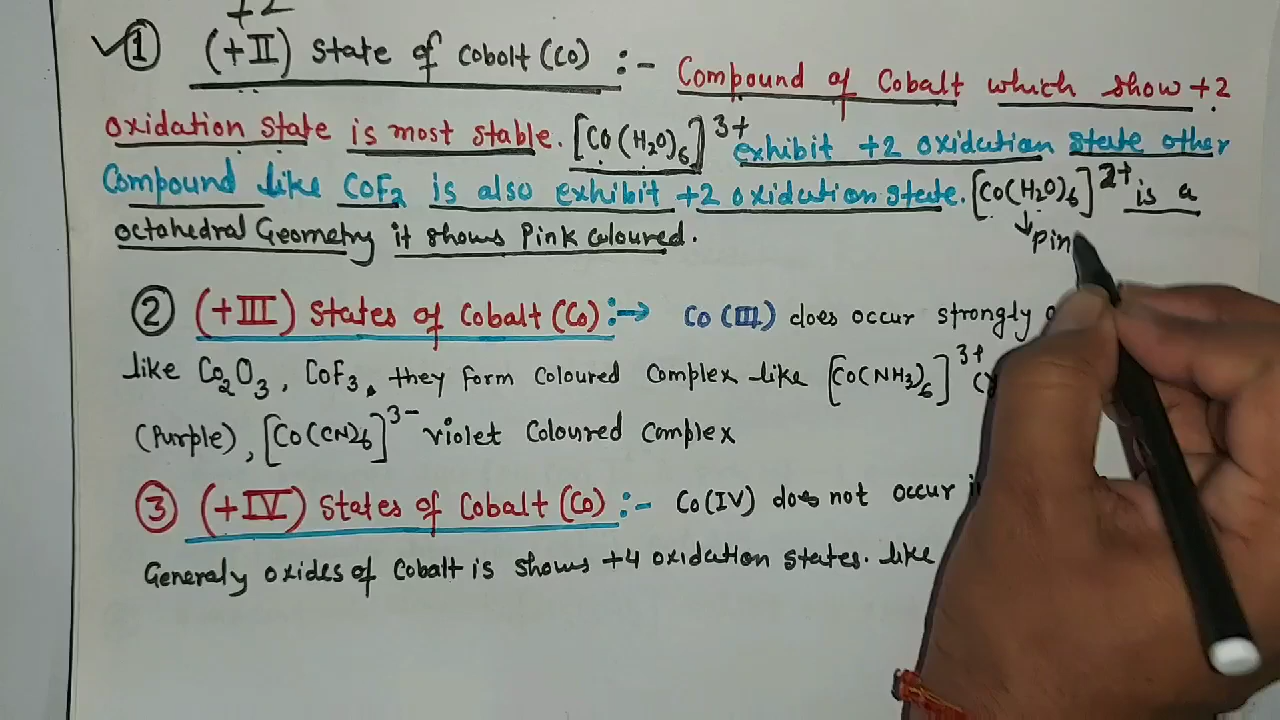 +2
① (+II) State of Cobolt (Co) :- Compound of Cobalt which show +2
oxidation state is most stable. [Co(H₂O)₆]³⁺ exhibit +2 oxidation state other
Compound like CoF₂ is also exhibit +2 oxidation state. [Co(H₂O)₆]²⁺ is a
octahedral Geometry it shows Pink coloured.
↓ Pin
② (+III) States of Cobalt (Co) :→ Co(III) does occur strongly
like Co₂O₃, CoF₃, they form coloured complex like [Co(NH₃)₆]³⁺ (
(Purple), [Co(CN)₆]³⁻ violet coloured complex
③ (+IV) States of Cobalt (Co) :- Co(IV) does not occur
Generaly oxides of cobalt is shows +4 oxidation states. like